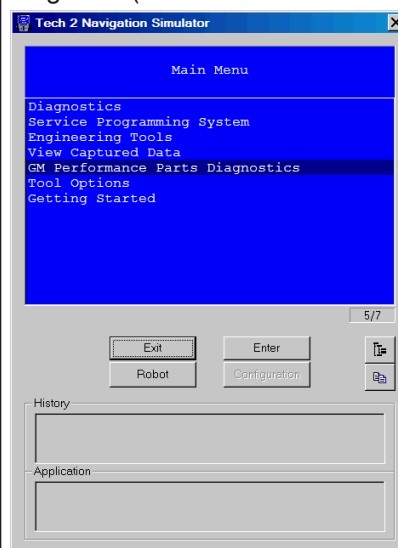 Tech 2 Navigation Simulator
Main Menu
Diagnostics
Service Programming System
Engineering Tools
View Captured Data
GM Performance Parts Diagnostics
Tool Options
Getting Started
5/7
Exit
Enter
Robot
Configuration
History
Application